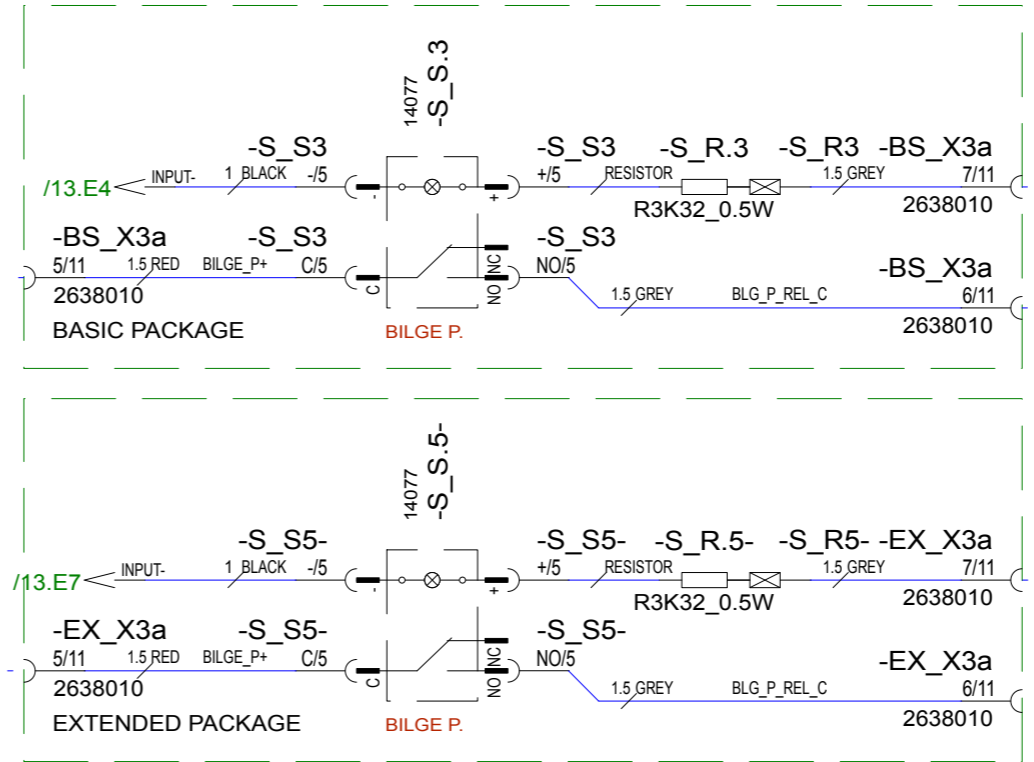 14077
-S_S.3
-S_S3
-S_S3
-S_R.3
-S_R3
-BS_X3a
/13.E4
INPUT-
1 BLACK
-/5
-
+
+/5
RESISTOR
1.5 GREY
7/11
R3K32_0.5W
2638010
-BS_X3a
-S_S3
-S_S3
5/11
1.5 RED
BILGE_P+
C/5
C
NO
NC
NO/5
-BS_X3a
2638010
1.5 GREY
BLG_P_REL_C
6/11
BASIC PACKAGE
BILGE P.
2638010
14077
-S_S.5-
-S_S5-
-S_S5-
-S_R.5-
-S_R5-
-EX_X3a
/13.E7
INPUT-
1 BLACK
-/5
-
+
+/5
RESISTOR
1.5 GREY
7/11
R3K32_0.5W
2638010
-EX_X3a
-S_S5-
-S_S5-
5/11
1.5 RED
BILGE_P+
C/5
C
NO
NC
NO/5
-EX_X3a
2638010
1.5 GREY
BLG_P_REL_C
6/11
EXTENDED PACKAGE
BILGE P.
2638010